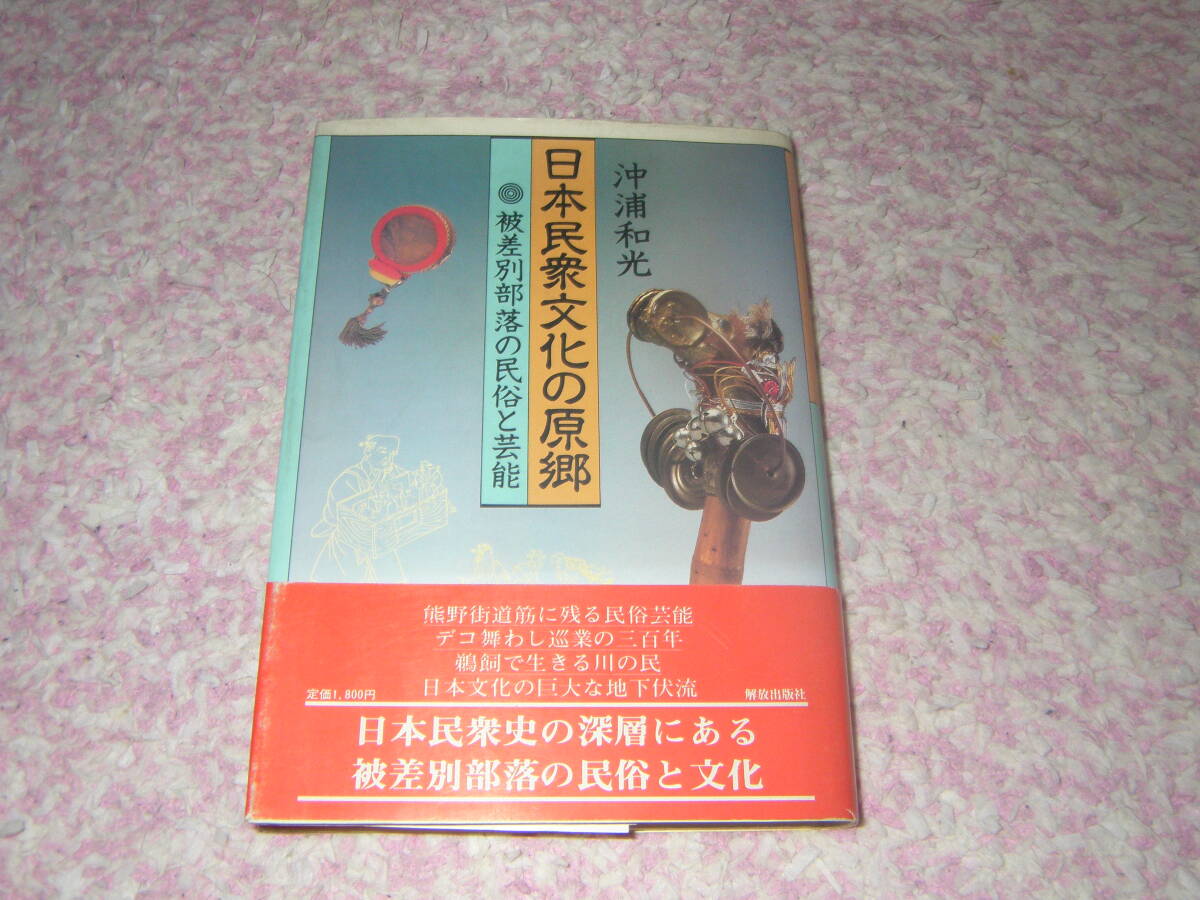 沖浦和光
日本民衆文化の原郷
被差別部落の民俗と芸能
熊野街道筋に残る民俗芸能
デコ舞わし巡業の三百年
鵜飼で生きる川の民
日本文化の巨大な地下伏流
定価1,800円
解放出版社
日本民衆史の深層にある
被差別部落の民俗と文化